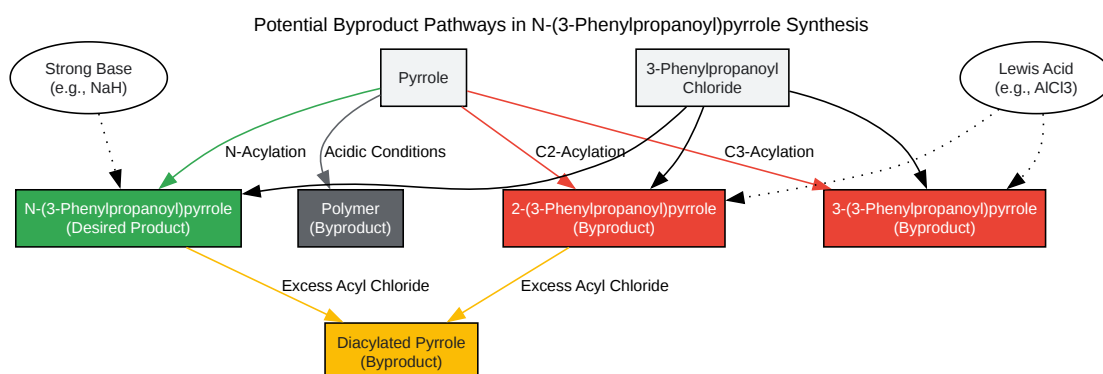 Potential Byproduct Pathways in N-(3-Phenylpropanoyl)pyrrole Synthesis
Strong Base
(e.g., NaH)
Pyrrole
3-Phenylpropanoyl
Chloride
Lewis Acid
(e.g., AlCl3)
N-Acylation
Acidic Conditions
C2-Acylation
C3-Acylation
N-(3-Phenylpropanoyl)pyrrole
(Desired Product)
Polymer
(Byproduct)
2-(3-Phenylpropanoyl)pyrrole
(Byproduct)
3-(3-Phenylpropanoyl)pyrrole
(Byproduct)
Excess Acyl Chloride
Excess Acyl Chloride
Diacylated Pyrrole
(Byproduct)